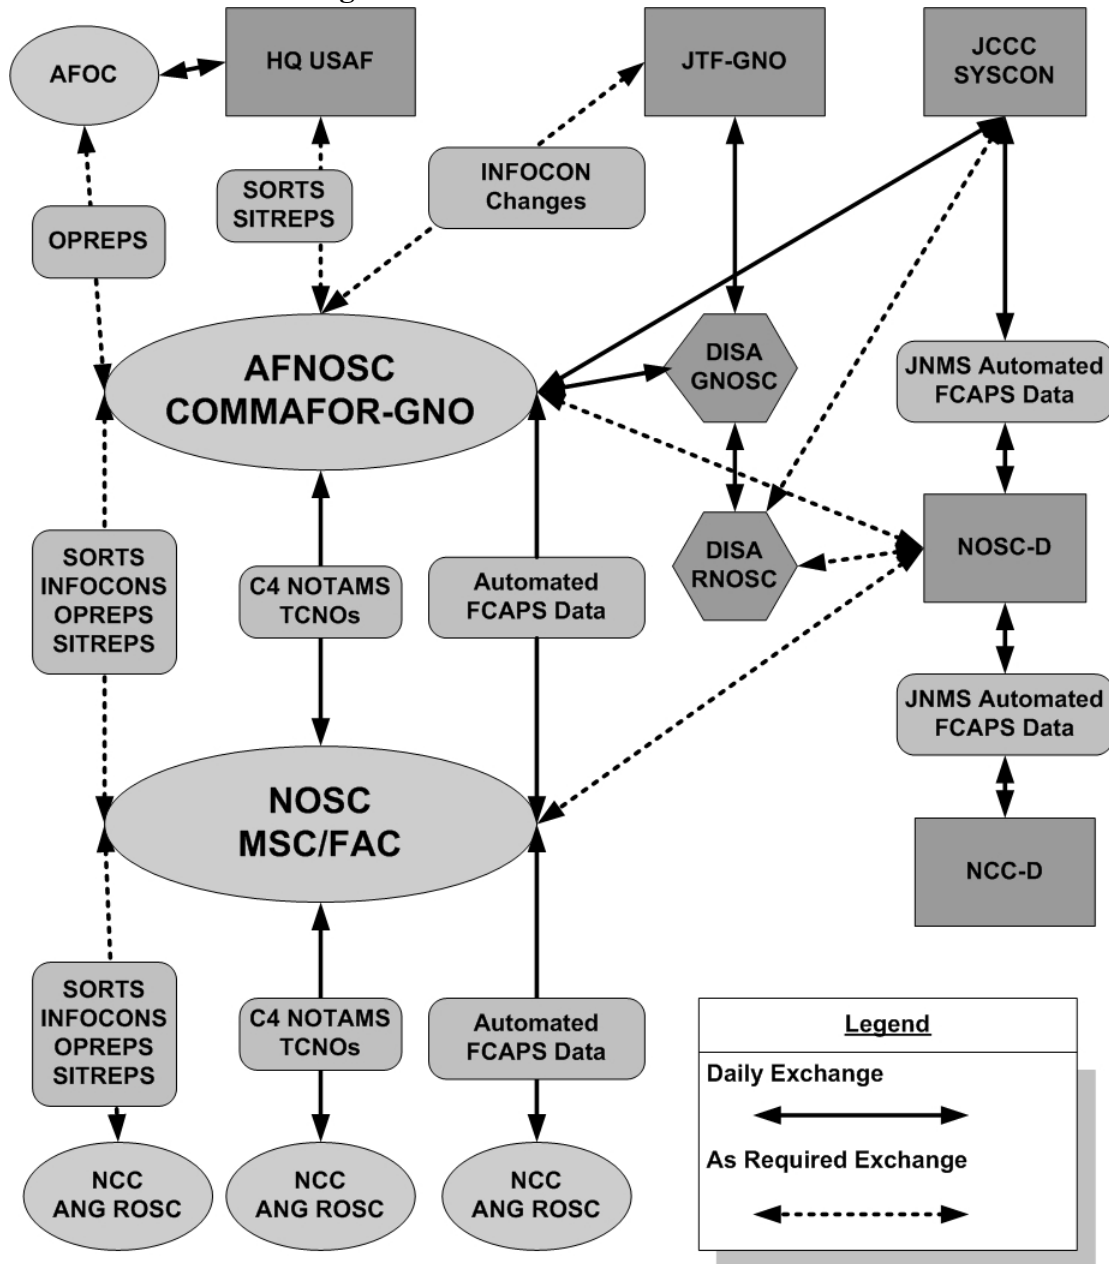 AFOC
HQ USAF
JTF-GNO
JCCC
SYSCON
SORTS
SITREPS
INFOCON
Changes
OPREPS
AFNOSC
COMMAFOR-GNO
DISA
GNOSC
JNMS Automated
FCAPS Data
SORTS
INFOCONS
OPREPS
SITREPS
C4 NOTAMS
TCNOs
Automated
FCAPS Data
DISA
RNOSC
NOSC-D
JNMS Automated
FCAPS Data
NOSC
MSC/FAC
NCC-D
SORTS
INFOCONS
OPREPS
SITREPS
C4 NOTAMS
TCNOs
Automated
FCAPS Data
NCC
ANG ROSC
NCC
ANG ROSC
NCC
ANG ROSC
Legend
Daily Exchange
As Required Exchange